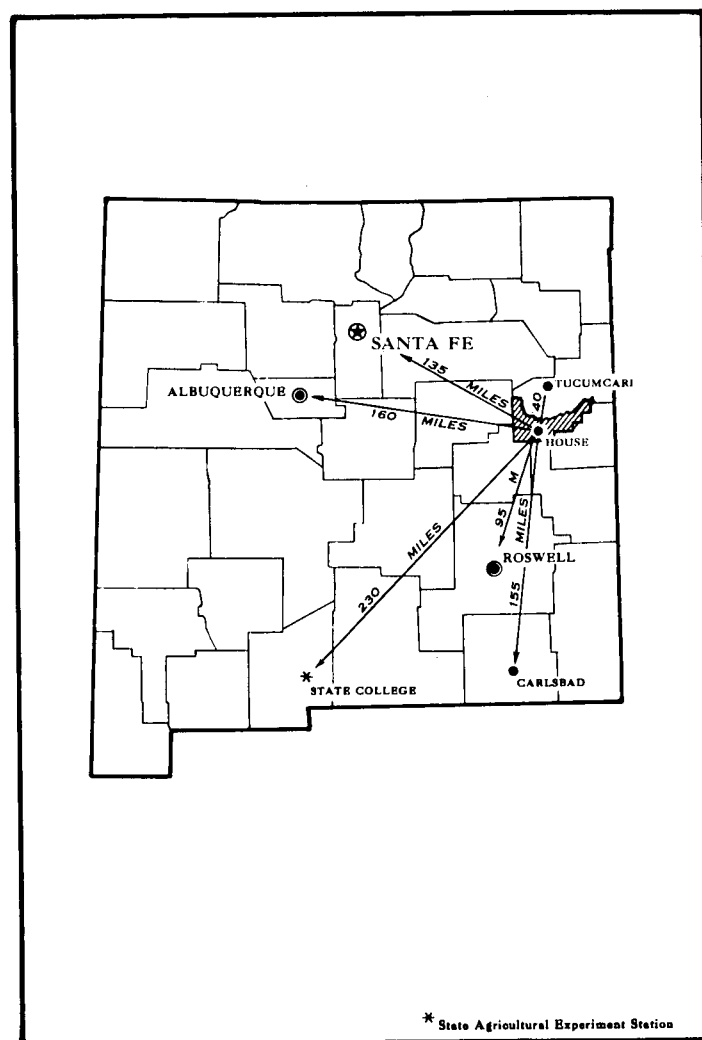 SANTA FE
135 MILES
TUCUMCARI
40
ALBUQUERQUE
160 MILES
HOUSE
95 M
ROSWELL
155 MILES
230 MILES
STATE COLLEGE
CARLSBAD
* State Agricultural Experiment Station